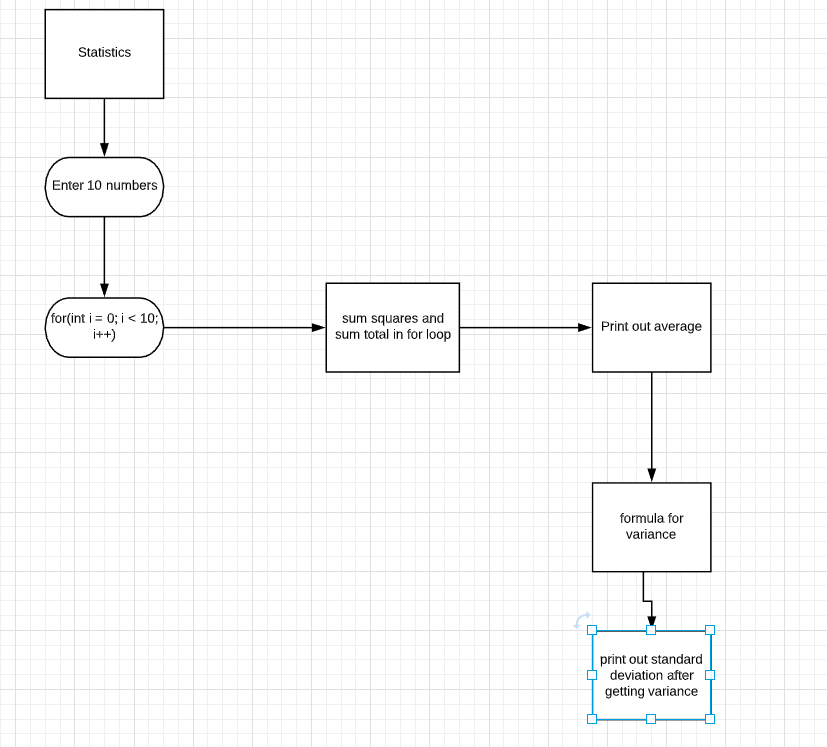 Statistics
Enter 10 numbers
for(int i = 0; i < 10;
i++)
sum squares and
sum total in for loop
Print out average
formula for
variance
print out standard
deviation after
getting variance